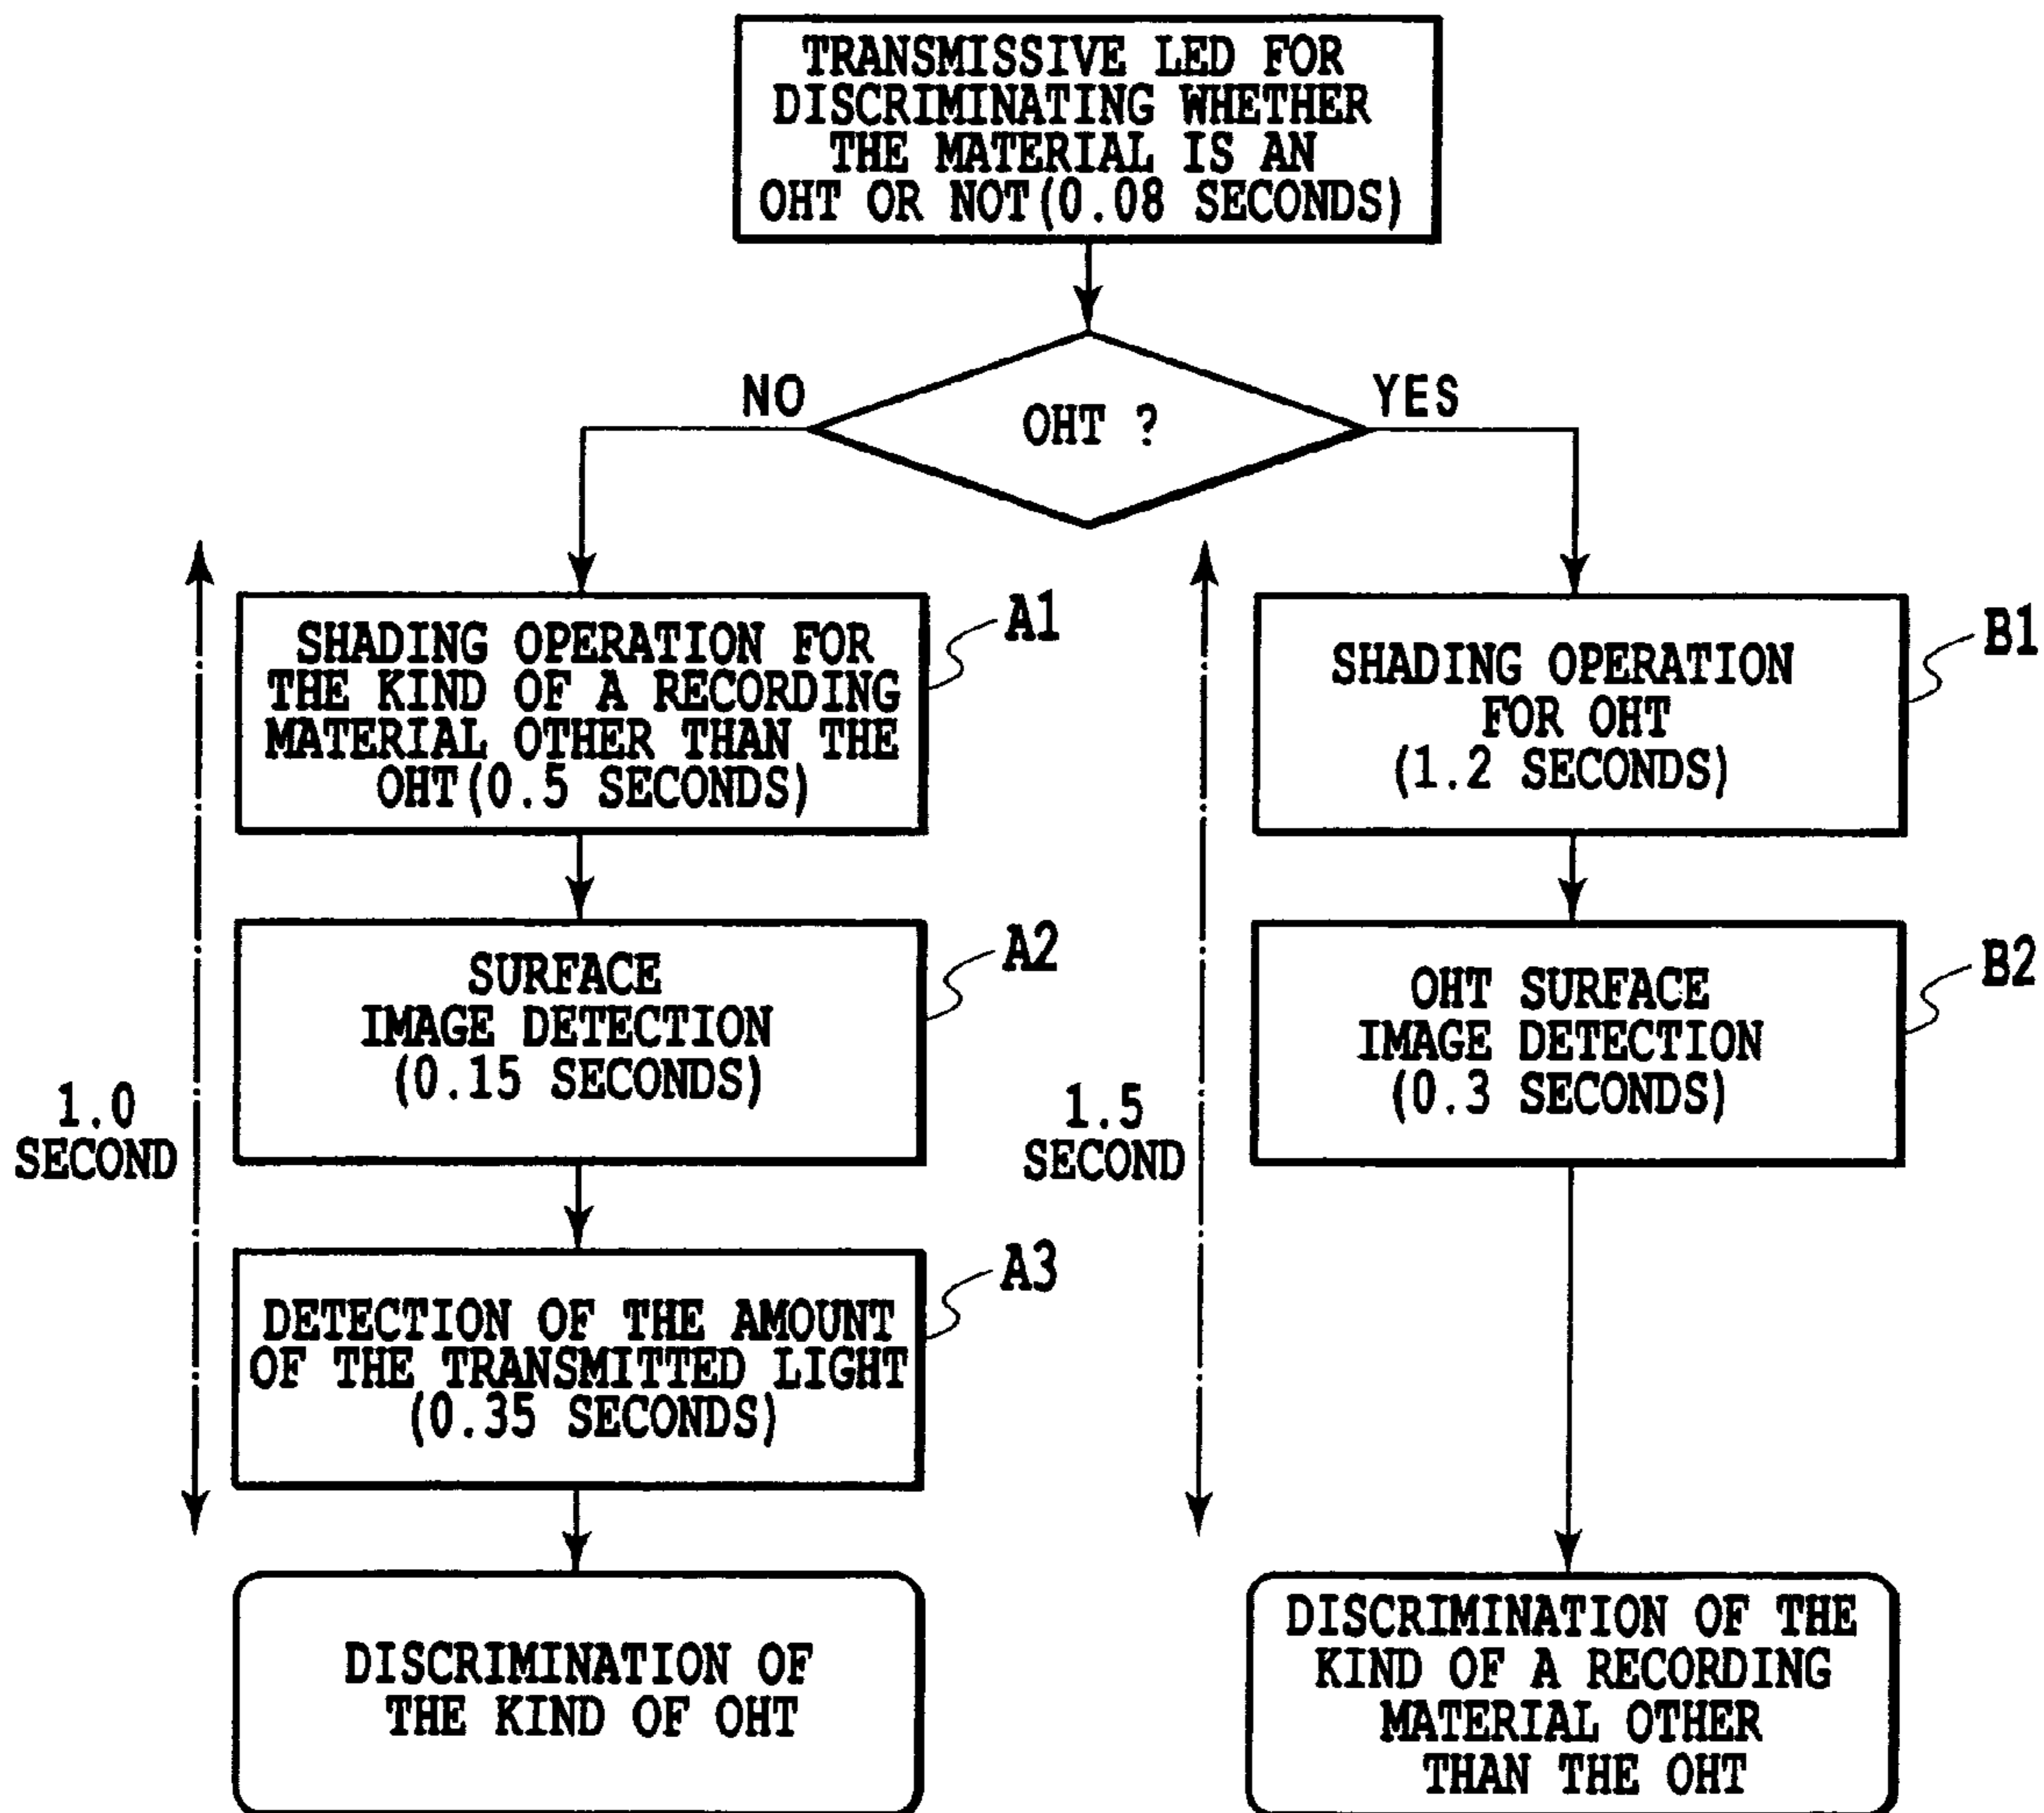 TRANSMISSIVE LED FOR
DISCRIMINATING WHETHER
THE MATERIAL IS AN
OHT OR NOT(0.08 SECONDS)
OHT ?
NO
YES
SHADING OPERATION FOR
THE KIND OF A RECORDING
MATERIAL OTHER THAN THE
OHT(0.5 SECONDS)
A1
SURFACE
IMAGE DETECTION
(0.15 SECONDS)
A2
DETECTION OF THE AMOUNT
OF THE TRANSMITTED LIGHT
(0.35 SECONDS)
A3
1.0
SECOND
DISCRIMINATION OF
THE KIND OF OHT
SHADING OPERATION
FOR OHT
(1.2 SECONDS)
B1
OHT SURFACE
IMAGE DETECTION
(0.3 SECONDS)
B2
1.5
SECOND
DISCRIMINATION OF THE
KIND OF A RECORDING
MATERIAL OTHER
THAN THE OHT